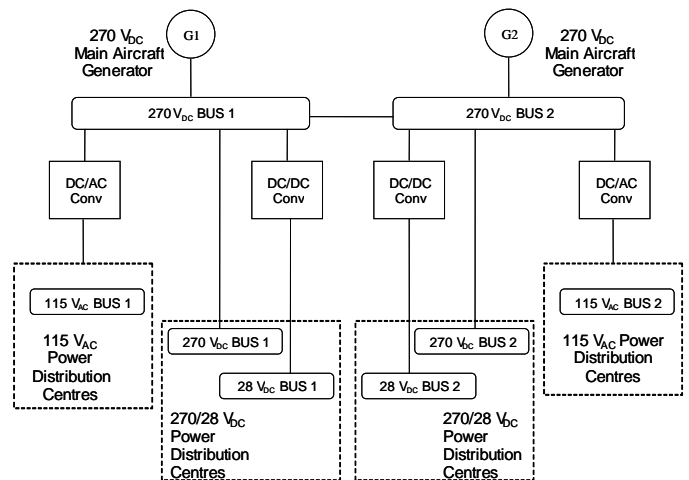 270 VDC
Main Aircraft
Generator
G1
G2
270 VDC
Main Aircraft
Generator
270 VDC BUS 1
270 VDC BUS 2
DC/AC
Conv
DC/DC
Conv
DC/DC
Conv
DC/AC
Conv
115 VAC BUS 1
115 VAC
Power
Distribution
Centres
270 VDC BUS 1
28 VDC BUS 1
270/28 VDC
Power
Distribution
Centres
270 VDC BUS 2
28 VDC BUS 2
270/28 VDC
Power
Distribution
Centres
115 VAC BUS 2
115 VAC Power
Distribution
Centres